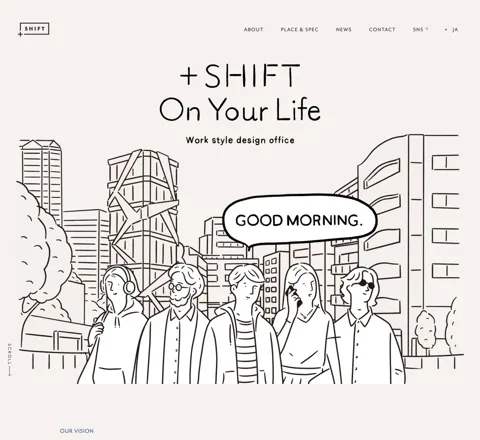 SHIFT
ABOUT
PLACE & SPEC
NEWS
CONTACT
SNS
JA
+ SHIFT
On Your Life
Work style design office
GOOD MORNING.
SCROLL
OUR VISION